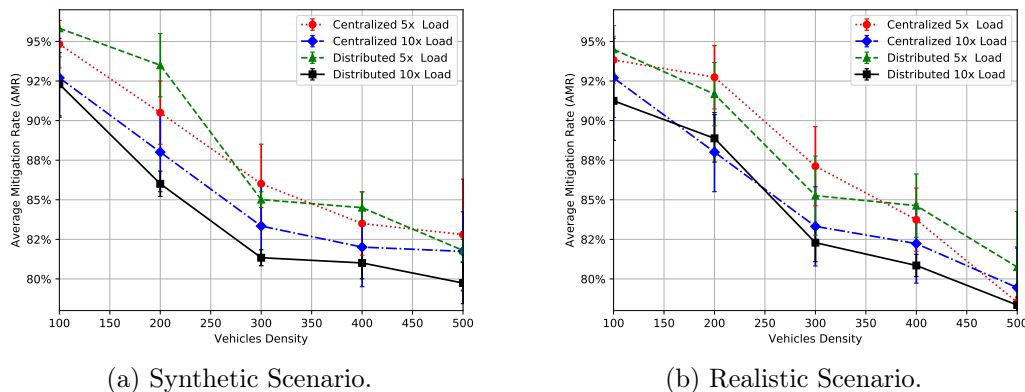 Average Mitigation Rate (AMR)
95%
92%
90%
88%
85%
82%
80%
Centralized 5x Load
Centralized 10x Load
Distributed 5x Load
Distributed 10x Load
100 150 200 250 300 350 400 450 500
Vehicles Density
(a) Synthetic Scenario.
Average Mitigation Rate (AMR)
95%
92%
90%
88%
85%
82%
80%
Centralized 5x Load
Centralized 10x Load
Distributed 5x Load
Distributed 10x Load
100 150 200 250 300 350 400 450 500
Vehicles Density
(b) Realistic Scenario.